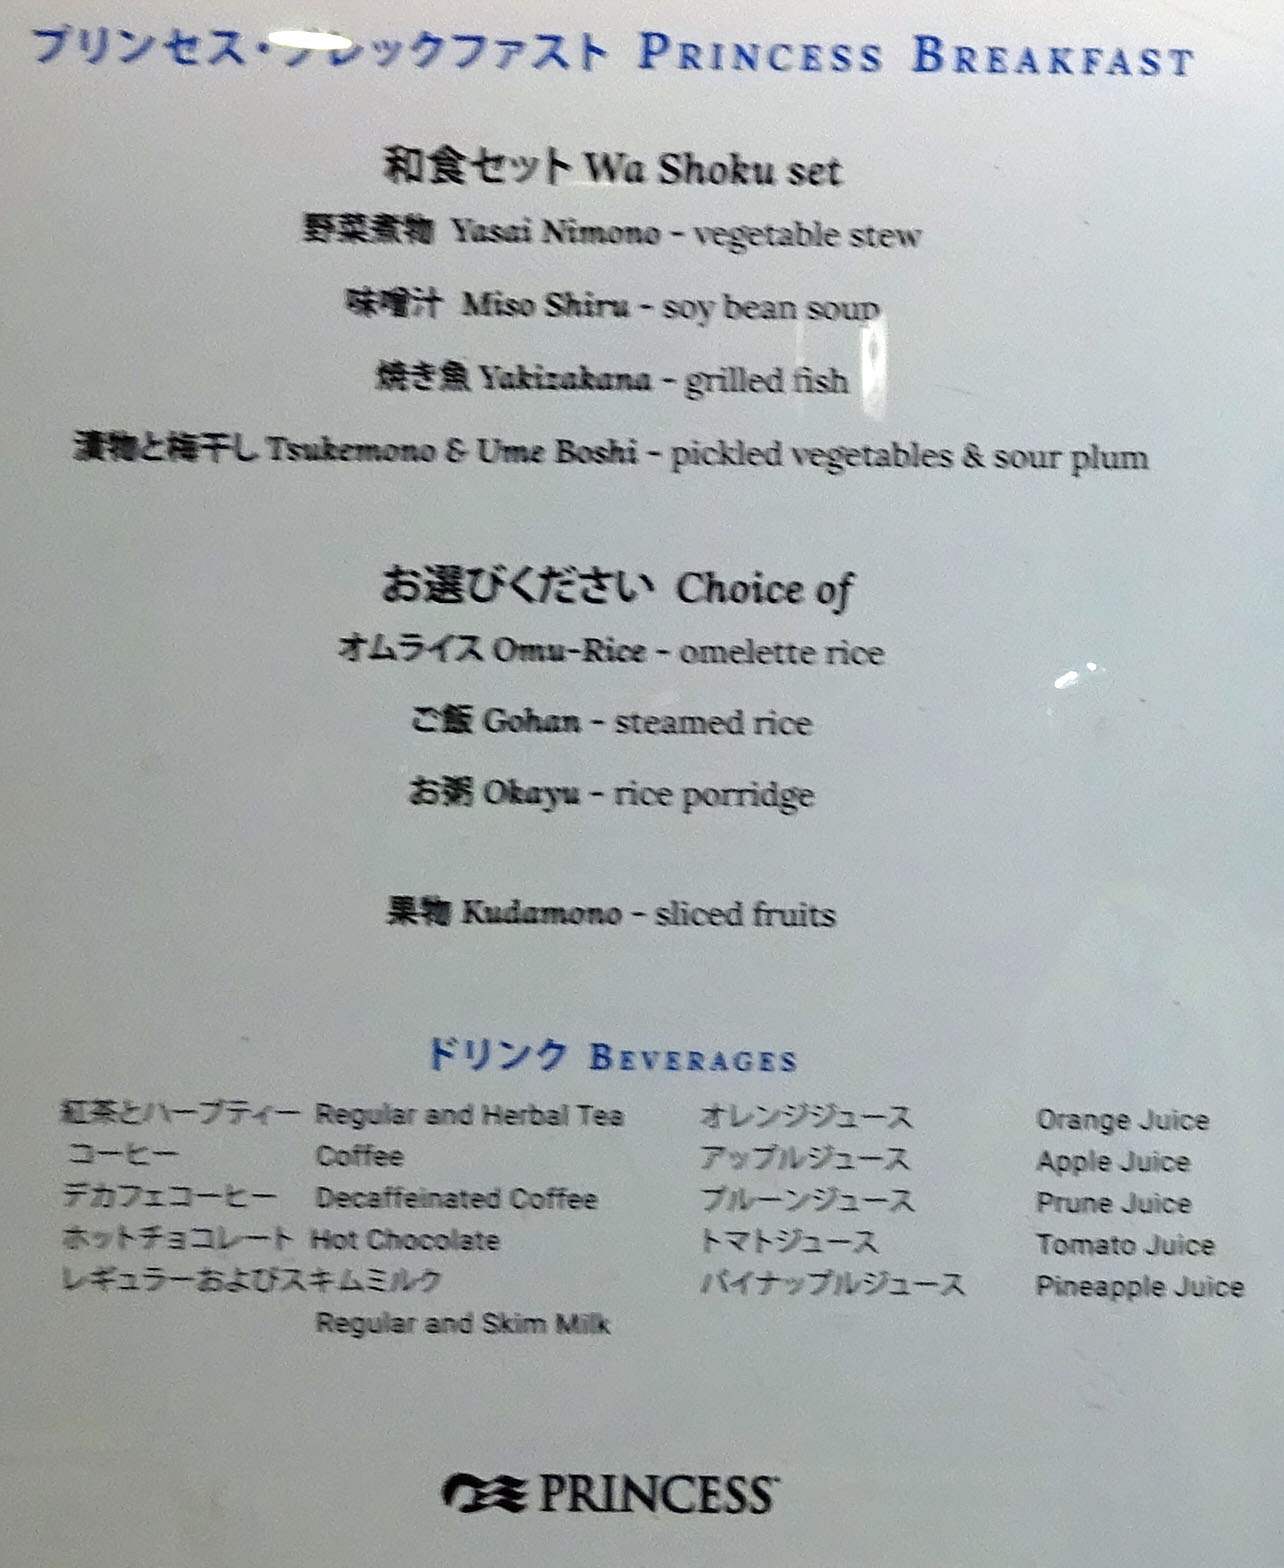 プリンセス・ブレックファスト PRINCESS BREAKFAST
和食セット Wa Shoku set
野菜煮物 Yasai Nimono - vegetable stew
味噌汁 Miso Shiru - soy bean soup
焼き魚 Yakizakana - grilled fish
漬物と梅干し Tsukemono & Ume Boshi - pickled vegetables & sour plum
お選びください Choice of
オムライス Omu-Rice - omelette rice
ご飯 Gohan - steamed rice
お粥 Okayu - rice porridge
果物 Kudamono - sliced fruits
ドリンク BEVERAGES
紅茶とハーブティー Regular and Herbal Tea
コーヒー Coffee
デカフェコーヒー Decaffeinated Coffee
ホットチョコレート Hot Chocolate
レギュラーおよびスキムミルク
Regular and Skim Milk
オレンジジュース Orange Juice
アップルジュース Apple Juice
プルーンジュース Prune Juice
トマトジュース Tomato Juice
パイナップルジュース Pineapple Juice
PRINCESS